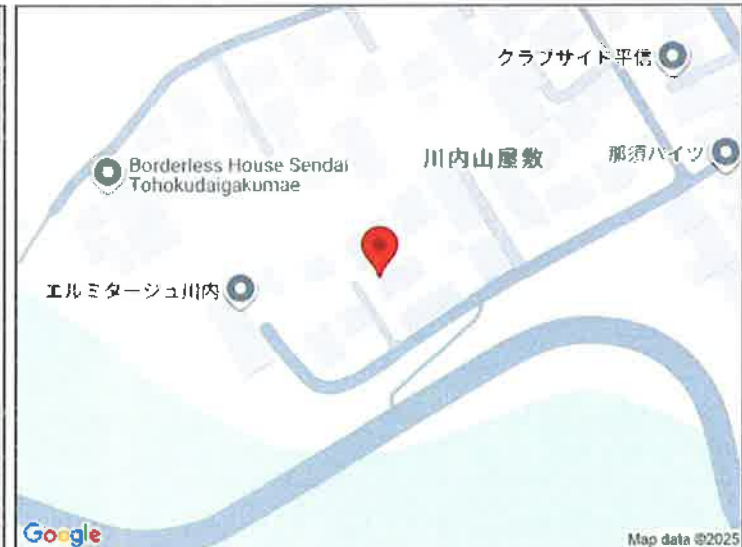 クラブサイド平信
Borderless House Sendai
Tohokudaigakumae
川内山屋敷
那須ハイツ
エルミタージュ川内
Google
Map data ©2025